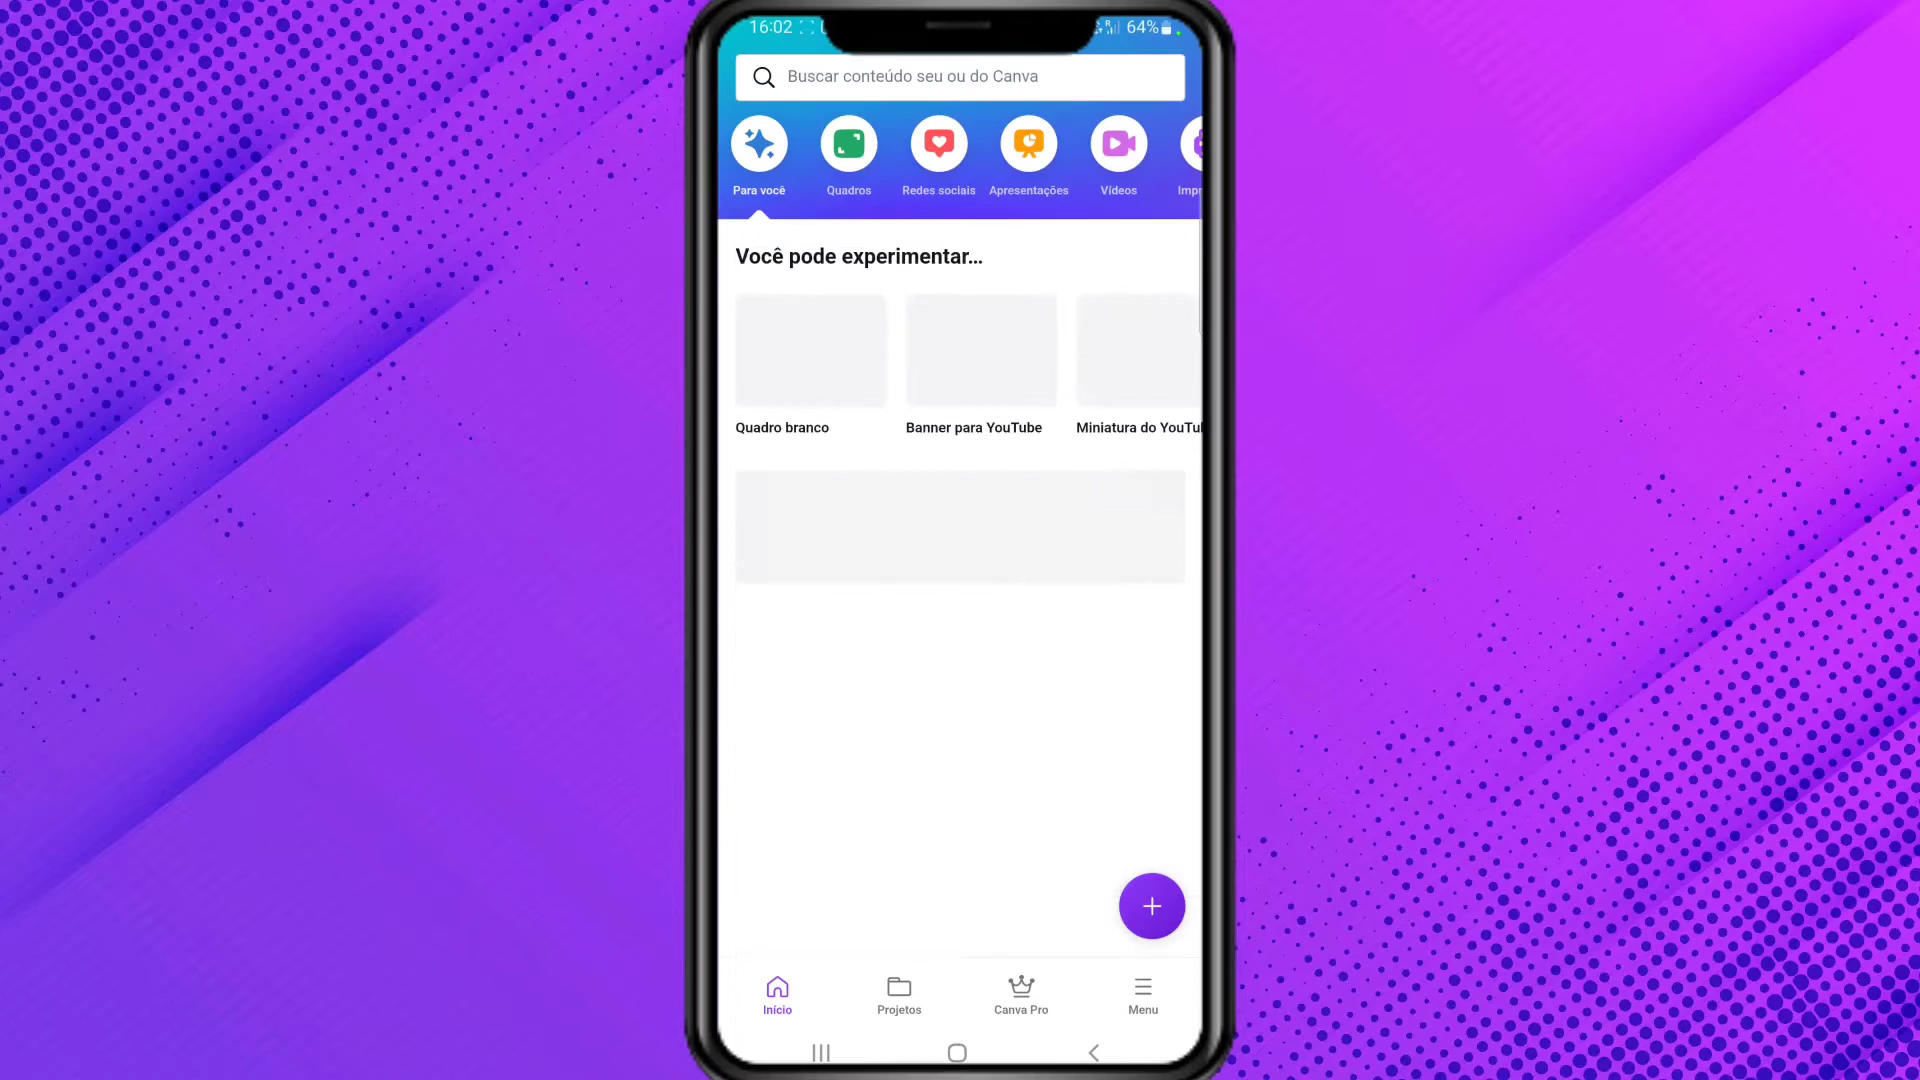 16:02
64%
Buscar conteúdo seu ou do Canva
Para você
Quadros
Redes sociais
Apresentações
Vídeos
Impr
Você pode experimentar...
Quadro branco
Banner para YouTube
Miniatura do YouTu
Início
Projetos
Canva Pro
Menu